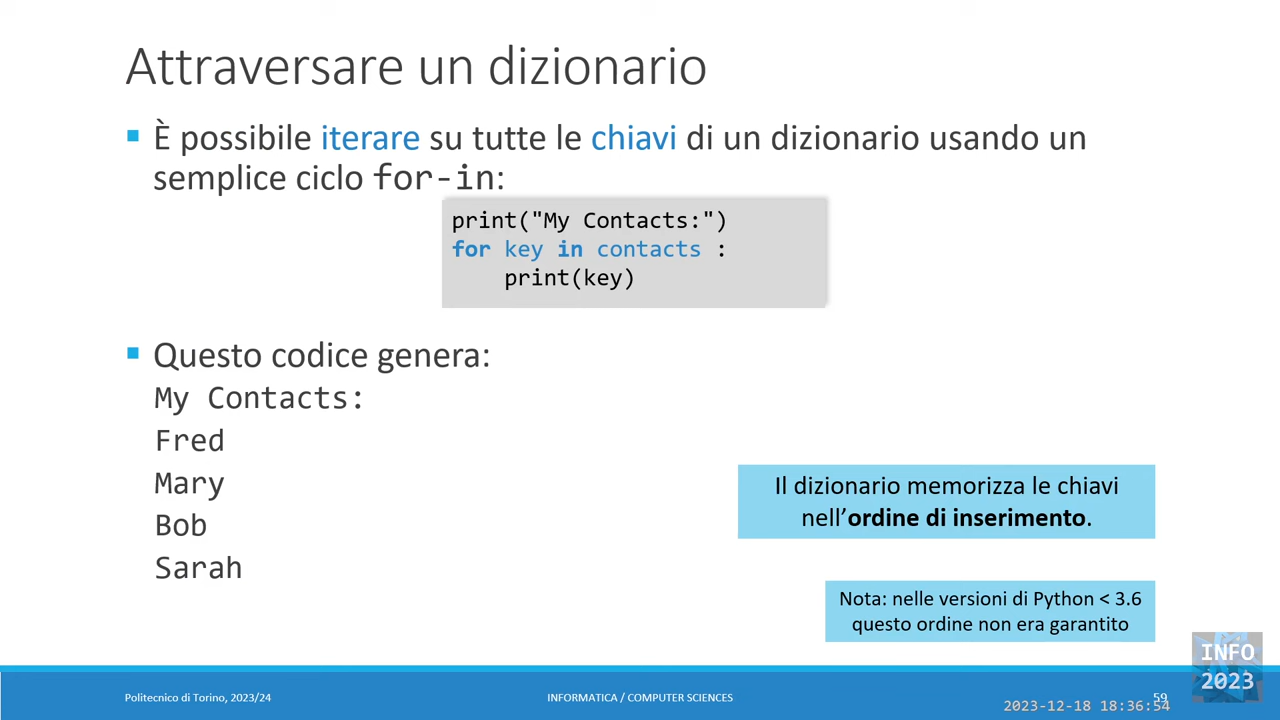 Attraversare un dizionario
▪ È possibile iterare su tutte le chiavi di un dizionario usando un
semplice ciclo for-in:
print("My Contacts:")
for key in contacts :
    print(key)
▪ Questo codice genera:
My Contacts:
Fred
Mary
Bob
Sarah
Il dizionario memorizza le chiavi
nell’ordine di inserimento.
Nota: nelle versioni di Python < 3.6
questo ordine non era garantito
INFO
2023
Politecnico di Torino, 2023/24
INFORMATICA / COMPUTER SCIENCES
59
2023-12-18 18:36:54